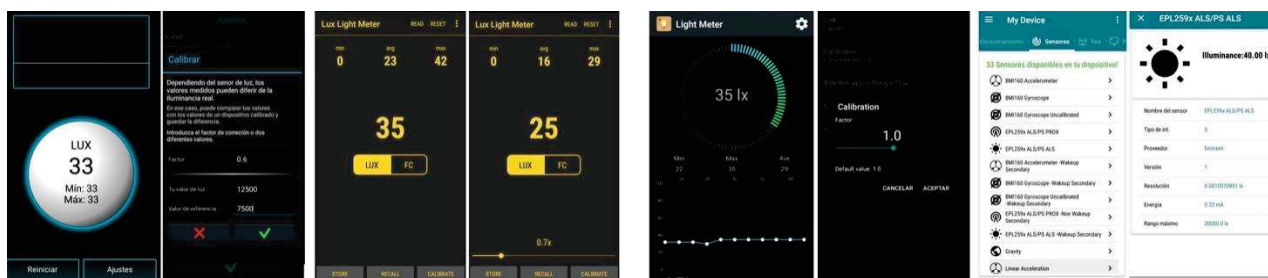 LUX
33
Mín: 33
Máx: 33
Reiniciar
Ajustes
Calibrar
Dependiendo del senor de luz, los
valores medidos pueden diferir de la
iluminancia real.
En ese caso, puede comparar tus valores
con los valores de un dispositivo calibrado y
guardar la diferencia.
Introduzca el factor de correción o dos
diferentes valores.
Factor 0.6
Tu valor de luz 12500
Valor de referencia 7500
Lux Light Meter READ RESET
min avg max
0 23 42
35
LUX FC
STORE RECALL CALIBRATE
Lux Light Meter READ RESET
min avg max
0 16 29
25
LUX FC
0.7x
STORE RECALL CALIBRATE
Light Meter
35 lx
Min Max Ave
22 35 29
Calibration
Factor
1.0
Default value: 1.0
CANCELAR ACEPTAR
My Device
Sensores
33 Sensores disponibles en tu dispositivo!
BMI160 Accelerometer
BMI160 Gyroscope
BMI160 Gyroscope Uncalibrated
EPL259x ALS/PS PROX
EPL259x ALS/PS ALS
BMI160 Accelerometer -Wakeup
Secondary
BMI160 Gyroscope -Wakeup Secondary
BMI160 Gyroscope Uncalibrated
-Wakeup Secondary
EPL259x ALS/PS PROX -Non Wakeup
Secondary
EPL259x ALS/PS ALS -Wakeup Secondary
Gravity
Linear Acceleration
EPL259x ALS/PS ALS
Illuminance:40.00 lx
Nombre del sensor EPL259x ALS/PS ALS
Tipo de int. 5
Proveedor Eminent
Versión 1
Resolución
Energía
Rango máximo 30000.0 lx